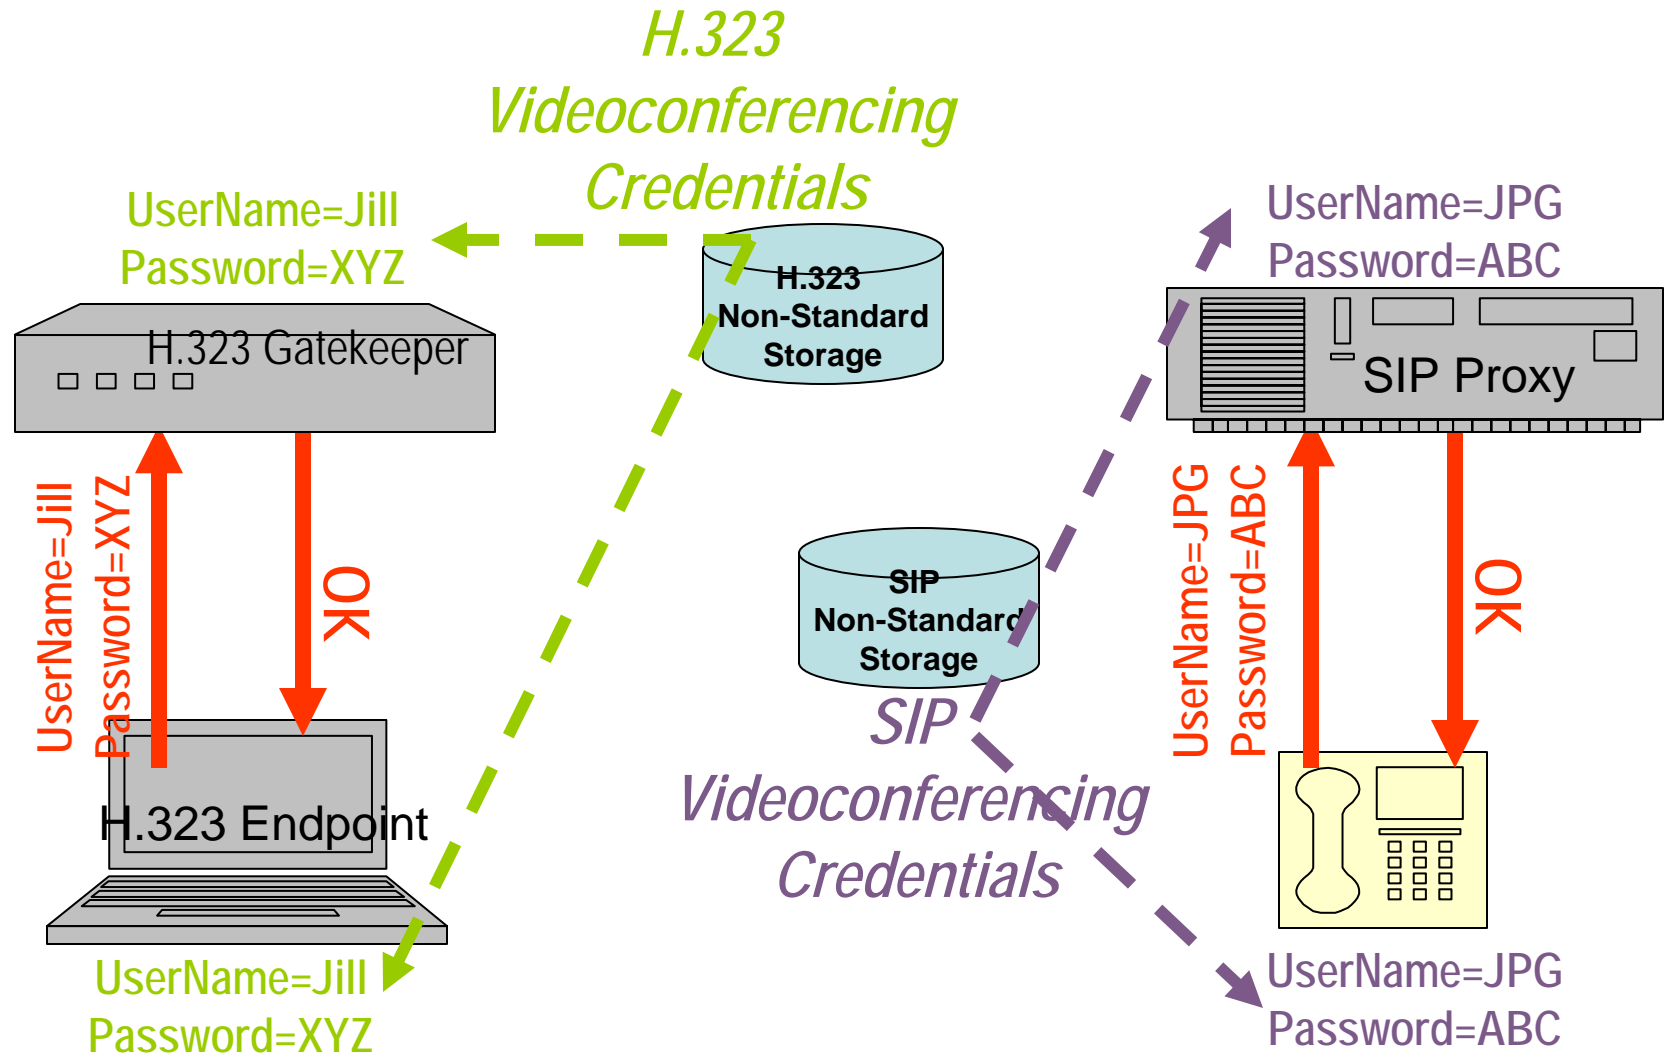 H.323
Videoconferencing
Credentials
UserName=Jill
Password=XYZ
UserName=JPG
Password=ABC
H.323
Non-Standard
Storage
H.323 Gatekeeper
SIP Proxy
UserName=Jill
Password=XYZ
OK
UserName=JPG
Password=ABC
OK
SIP
Non-Standard
Storage
SIP
Videoconferencing
Credentials
H.323 Endpoint
UserName=Jill
Password=XYZ
UserName=JPG
Password=ABC